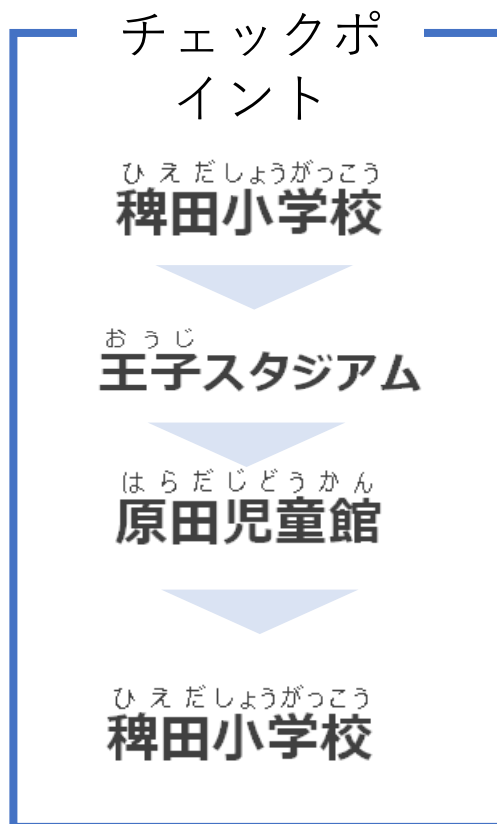 チェックポ
イント
ひえだしょうがっこう
稗田小学校
おうじ
王子スタジアム
はらだじどうかん
原田児童館
ひえだしょうがっこう
稗田小学校